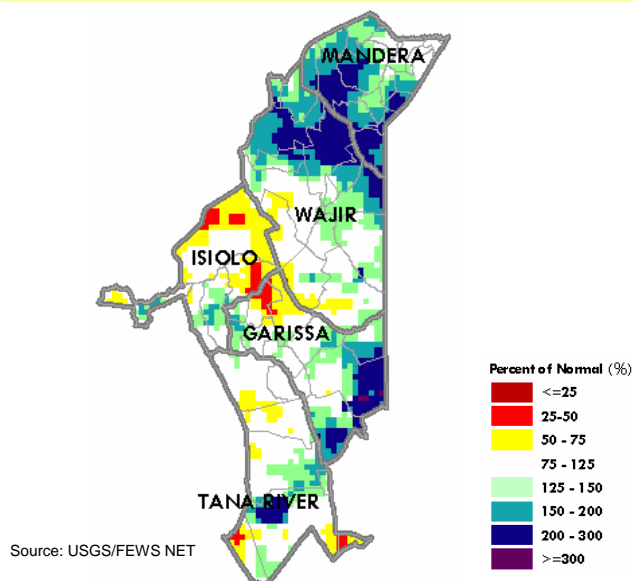 MANDERA
WAJIR
ISIOLO
GARISSA
TANA RIVER
Percent of Normal (%)
<=25
25-50
50 - 75
75 - 125
125 - 150
150 - 200
200 - 300
>=300
Source: USGS/FEWS NET